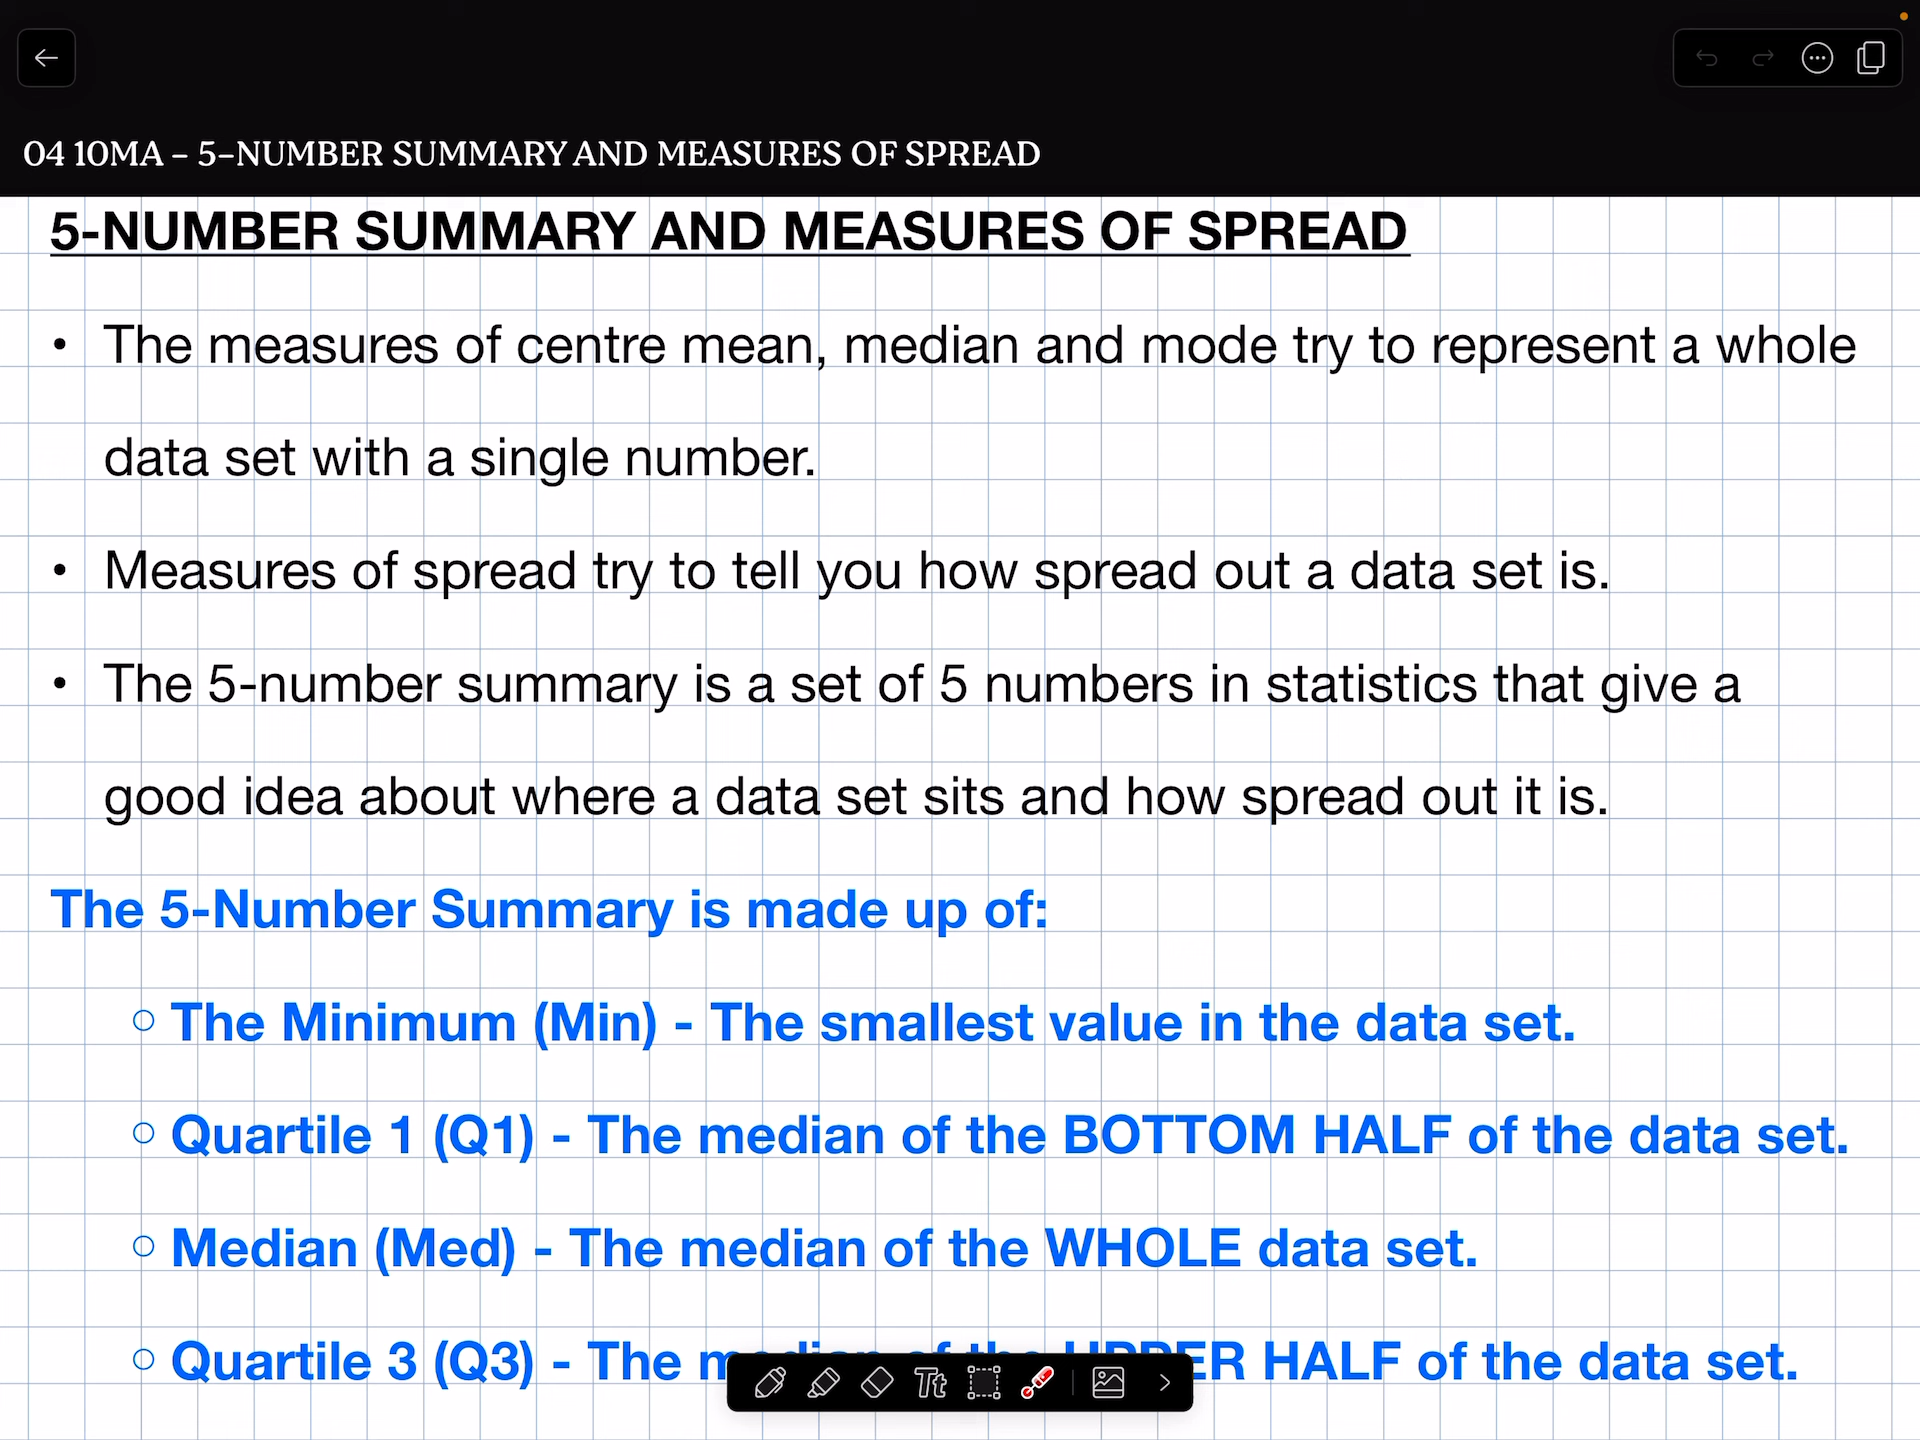 04 10MA – 5–NUMBER SUMMARY AND MEASURES OF SPREAD
5-NUMBER SUMMARY AND MEASURES OF SPREAD
• The measures of centre mean, median and mode try to represent a whole
data set with a single number.
• Measures of spread try to tell you how spread out a data set is.
• The 5-number summary is a set of 5 numbers in statistics that give a
good idea about where a data set sits and how spread out it is.
The 5-Number Summary is made up of:
○ The Minimum (Min) - The smallest value in the data set.
○ Quartile 1 (Q1) - The median of the BOTTOM HALF of the data set.
○ Median (Med) - The median of the WHOLE data set.
○ Quartile 3 (Q3) - The median of the UPPER HALF of the data set.
Tt